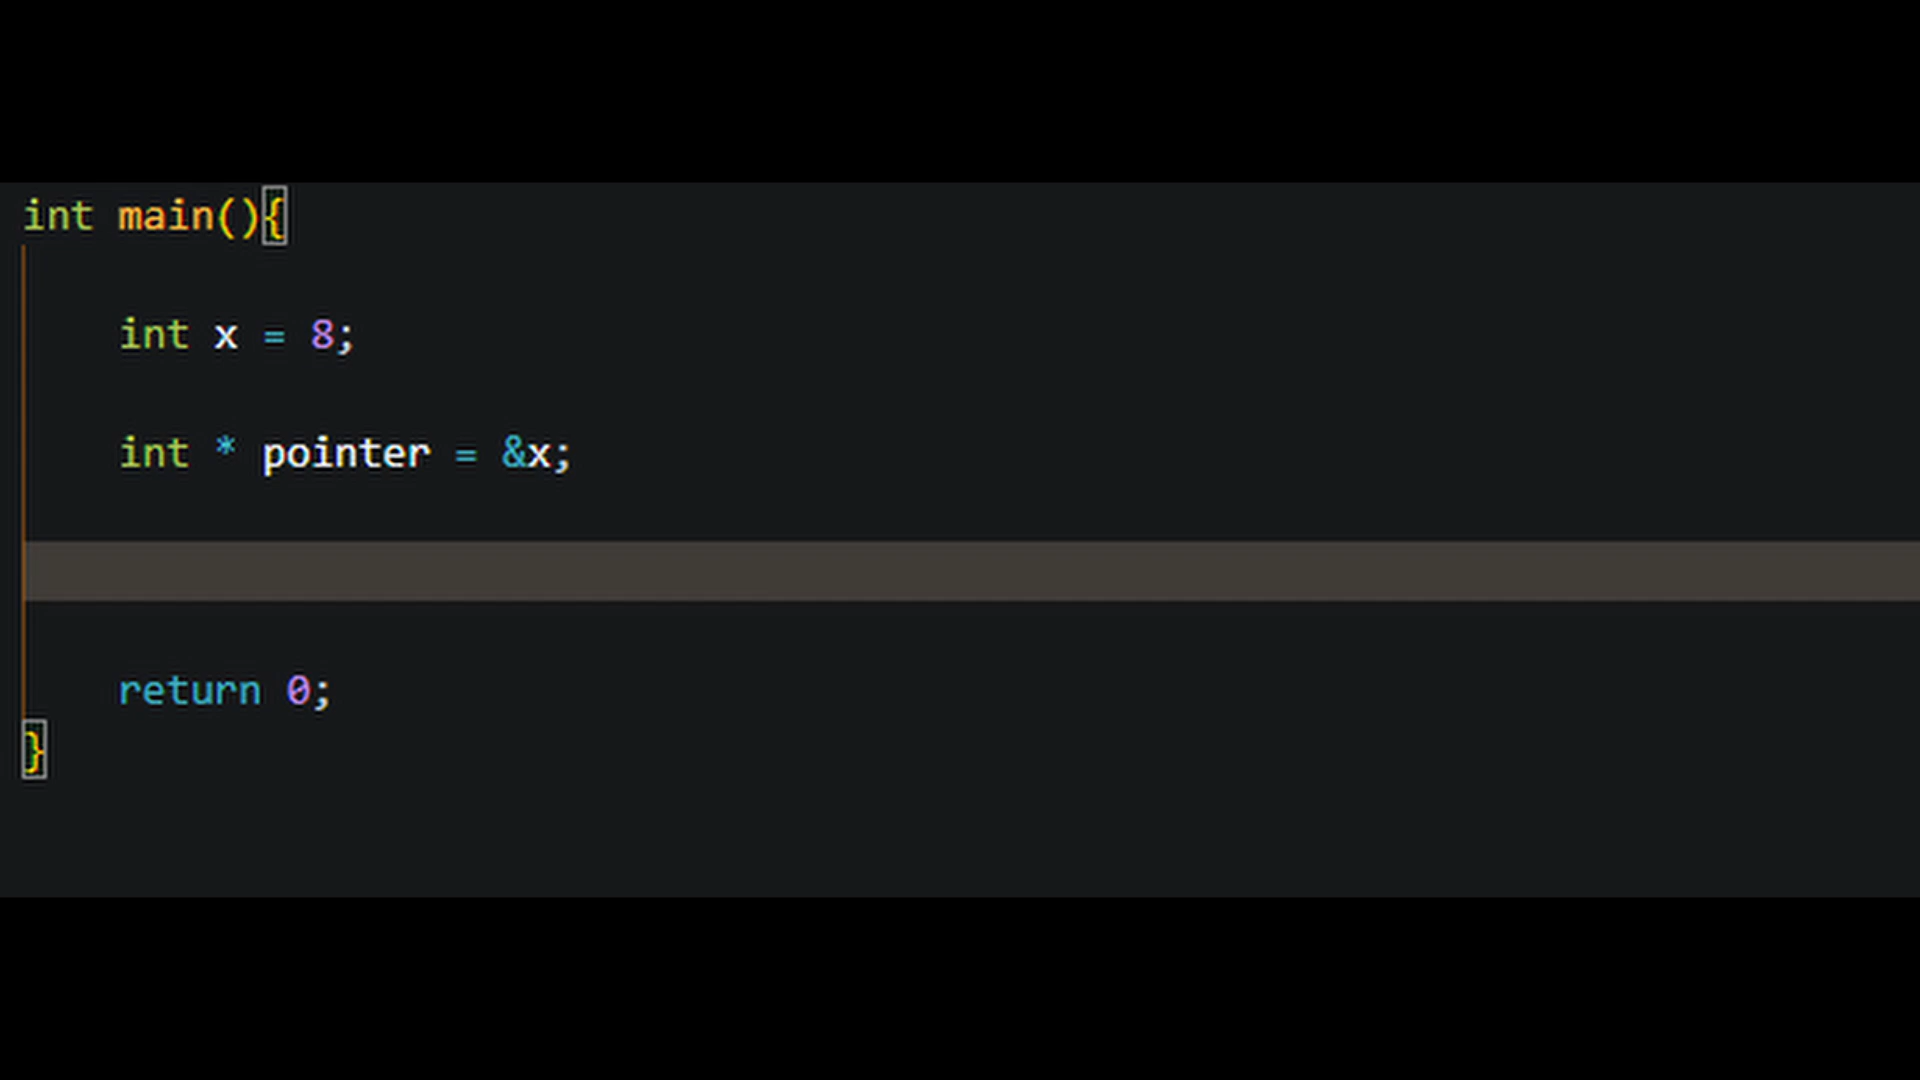 int main(){
int x = 8;
int * pointer = &x;
return 0;
}